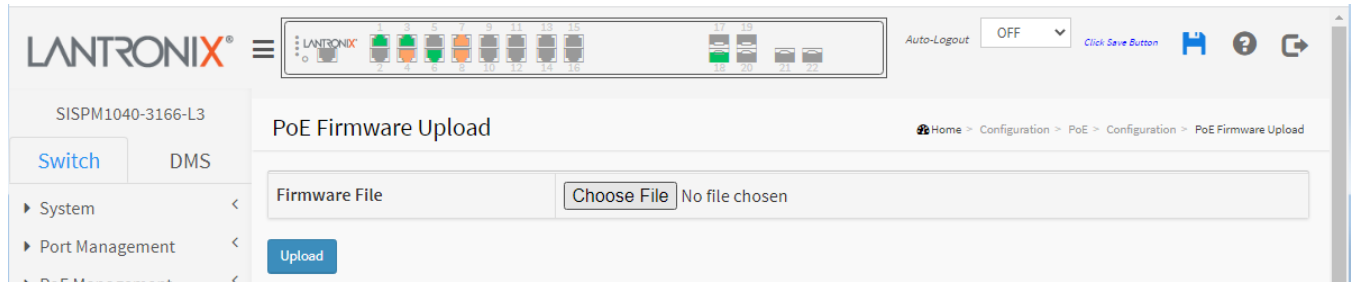 LANTRONIX®
LANTRONIX
1 3 5 7 9 11 13 15 17 19
2 4 6 8 10 12 14 16 18 20 21 22
Auto-Logout OFF Click Save Button
SISPM1040-3166-L3
Switch DMS
System
Port Management
PoE Management
PoE Firmware Upload
Home > Configuration > PoE > Configuration > PoE Firmware Upload
Firmware File Choose File No file chosen
Upload